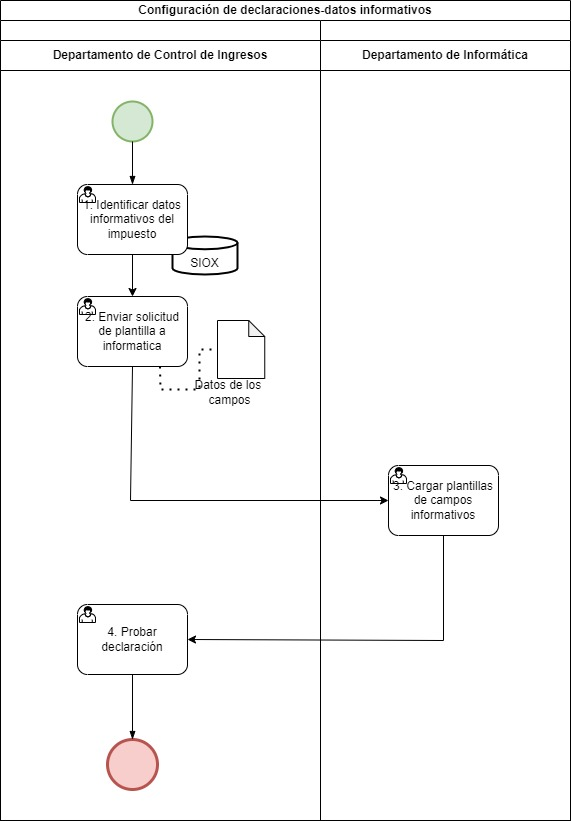 Configuración de declaraciones-datos informativos
Departamento de Control de Ingresos
Departamento de Informática
1. Identificar datos
informativos del
impuesto
SIOX
2. Enviar solicitud
de plantilla a
informatica
Datos de los
campos
3. Cargar plantillas
de campos
informativos
4. Probar
declaración